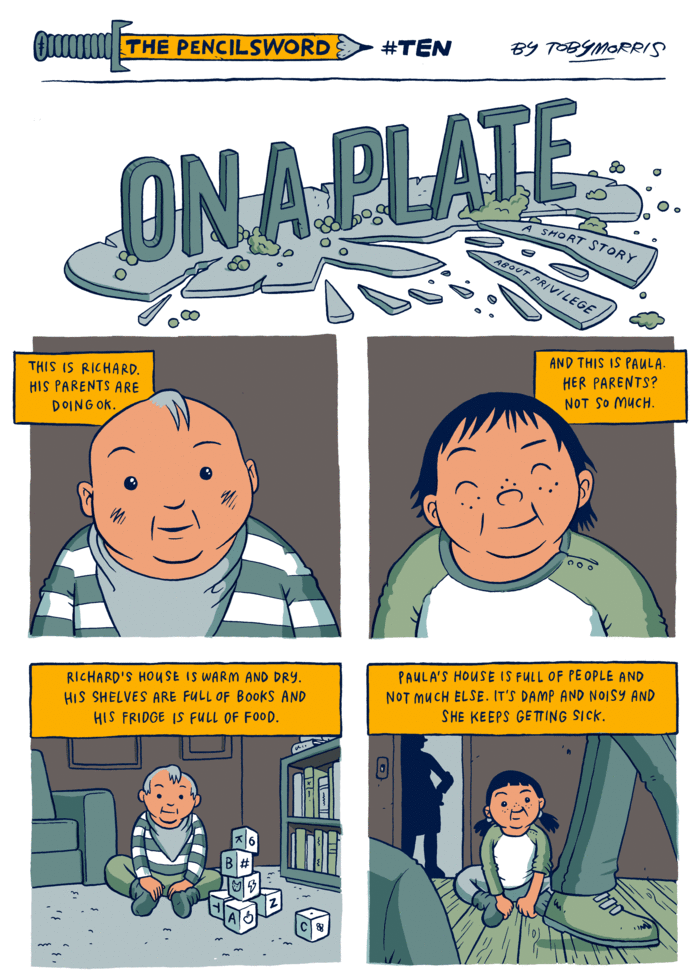 THE PENCILSWORD #TEN BY TOBY MORRIS
ON A PLATE
A SHORT STORY
ABOUT PRIVILEGE
THIS IS RICHARD.
HIS PARENTS ARE
DOING OK.
AND THIS IS PAULA.
HER PARENTS?
NOT SO MUCH.
RICHARD'S HOUSE IS WARM AND DRY.
HIS SHELVES ARE FULL OF BOOKS AND
HIS FRIDGE IS FULL OF FOOD.
PAULA'S HOUSE IS FULL OF PEOPLE AND
NOT MUCH ELSE. IT'S DAMP AND NOISY AND
SHE KEEPS GETTING SICK.
K 6
B #
T A Z
C